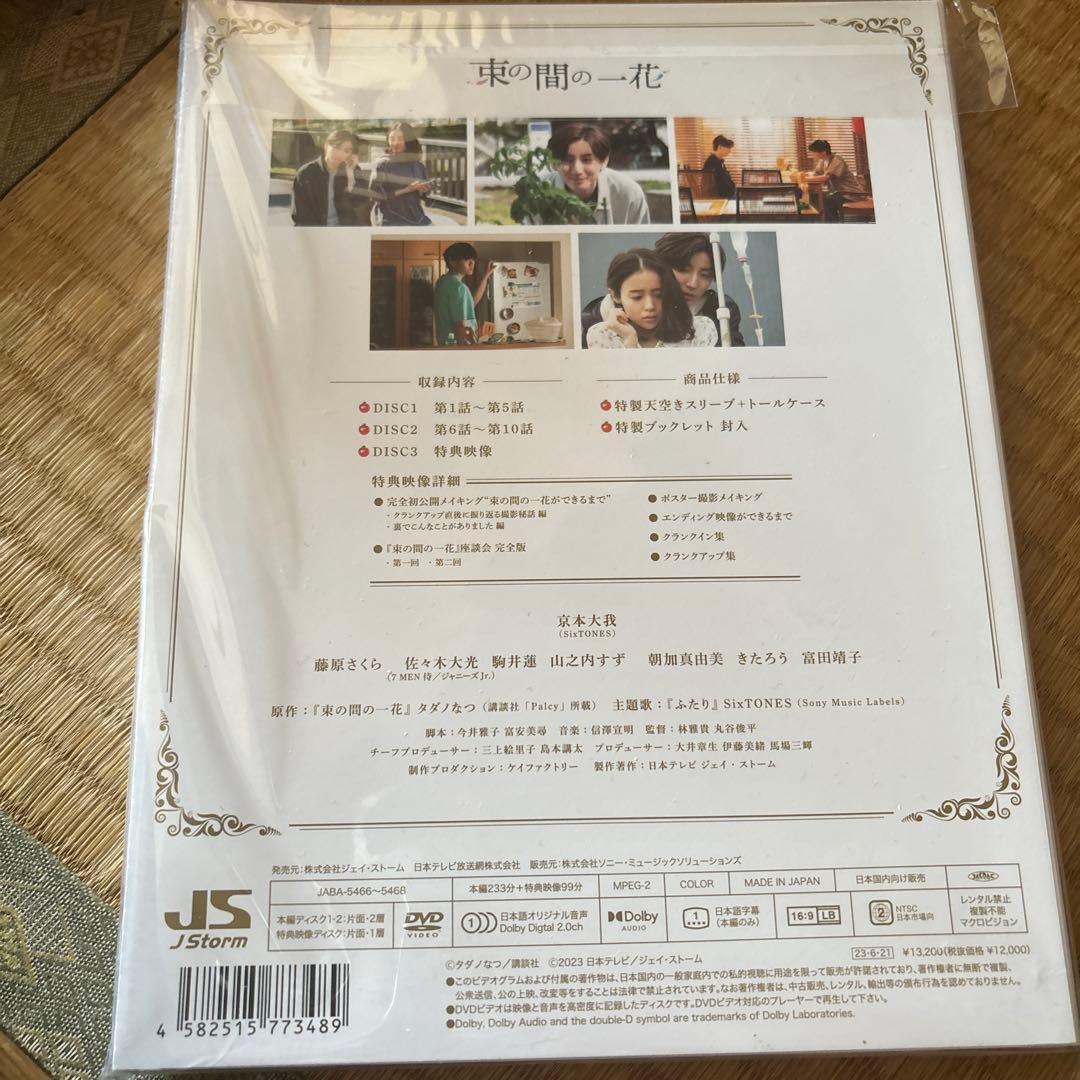 束の間の一花
収録内容
DISC1 第1話〜第5話
DISC2 第6話〜第10話
DISC3 特典映像
商品仕様
特製天空きスリーブ+トールケース
特製ブックレット 封入
特典映像詳細
● 完全初公開メイキング“束の間の一花ができるまで”
・クランクアップ直後に振り返る撮影秘話 編
・裏でこんなことがありました 編
● 『束の間の一花』座談会 完全版
・第一回 ・第二回
● ポスター撮影メイキング
● エンディング映像ができるまで
● クランクイン集
● クランクアップ集
京本大我
(SixTONES)
藤原さくら 佐々木大光 駒井蓮 山之内すず 朝加真由美 きたろう 富田靖子
(7 MEN 侍/ジャニーズJr.)
原作:『束の間の一花』タダノなつ(講談社「Palcy」所載) 主題歌:『ふたり』SixTONES(Sony Music Labels)
脚本:今井雅子 富安美尋 音楽:信澤宣明 監督:林雅貴 丸谷俊平
チーフプロデューサー:三上絵里子 島本講太 プロデューサー:大井章生 伊藤美緒 馬場三輝
制作プロダクション:ケイファクトリー 製作著作:日本テレビ ジェイ・ストーム
発売元:株式会社ジェイ・ストーム 日本テレビ放送網株式会社 販売元:株式会社ソニー・ミュージックソリューションズ
JS
J Storm
JABA-5466〜5468
本編233分+特典映像99分
MPEG-2
COLOR
MADE IN JAPAN
日本国内向け販売
本編ディスク1・2:片面・2層
特典映像ディスク:片面・1層
DVD
VIDEO
1
日本語オリジナル音声
Dolby Digtal 2.0ch
Dolby
AUDIO
1
日本語字幕
(本編のみ)
16:9 LB
2
NTSC
日本市場向
レンタル禁止
複製不能
マクロビジョン
©タダノなつ/講談社 ©2023 日本テレビ/ジェイ・ストーム
23・6・21 ¥13,200(税抜価格 ¥12,000)
●このビデオグラムおよび付属の著作物は、日本国内の一般家庭内での私的視聴に用途を限って販売が許諾されており、著作権者に無断で複製、
公衆送信、公の上映、改変等をすることは法律で禁止されています。なお著作権者は、中古販売、レンタル、輸出等の頒布行為を認めておりません。
●DVDビデオは映像と音声を高密度に記録したディスクです。DVDビデオ対応のプレーヤーで再生して下さい。
●Dolby, Dolby Audio and the double-D symbol are trademarks of Dolby Laboratories.
4 582515 773489